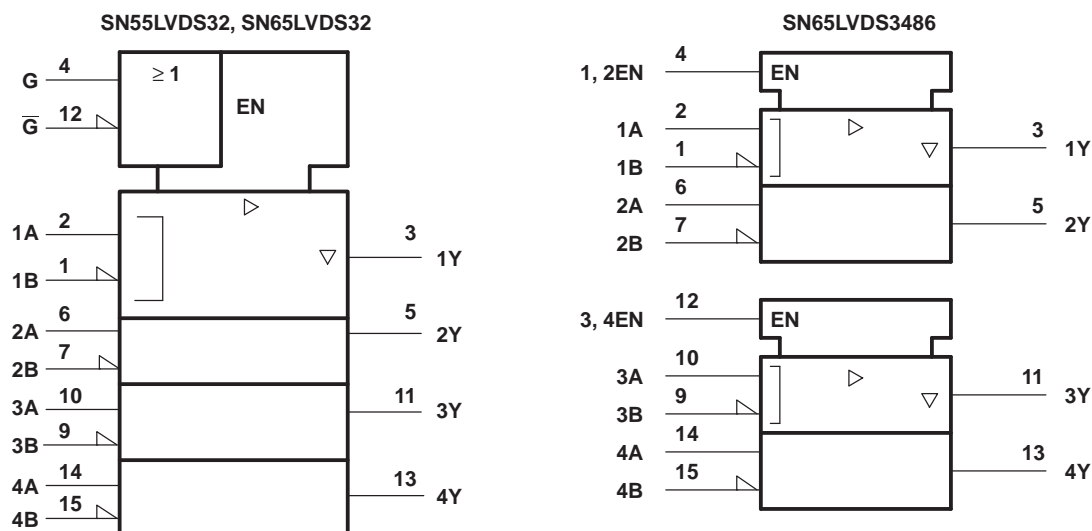 SN55LVDS32, SN65LVDS32
G 4
≥ 1
G̅ 12
EN
1A 2
3 1Y
1B 1
2A 6
5 2Y
2B 7
3A 10
11 3Y
3B 9
4A 14
13 4Y
4B 15
SN65LVDS3486
1, 2EN 4
EN
1A 2
3 1Y
1B 1
2A 6
5 2Y
2B 7
3, 4EN 12
EN
3A 10
11 3Y
3B 9
4A 14
13 4Y
4B 15